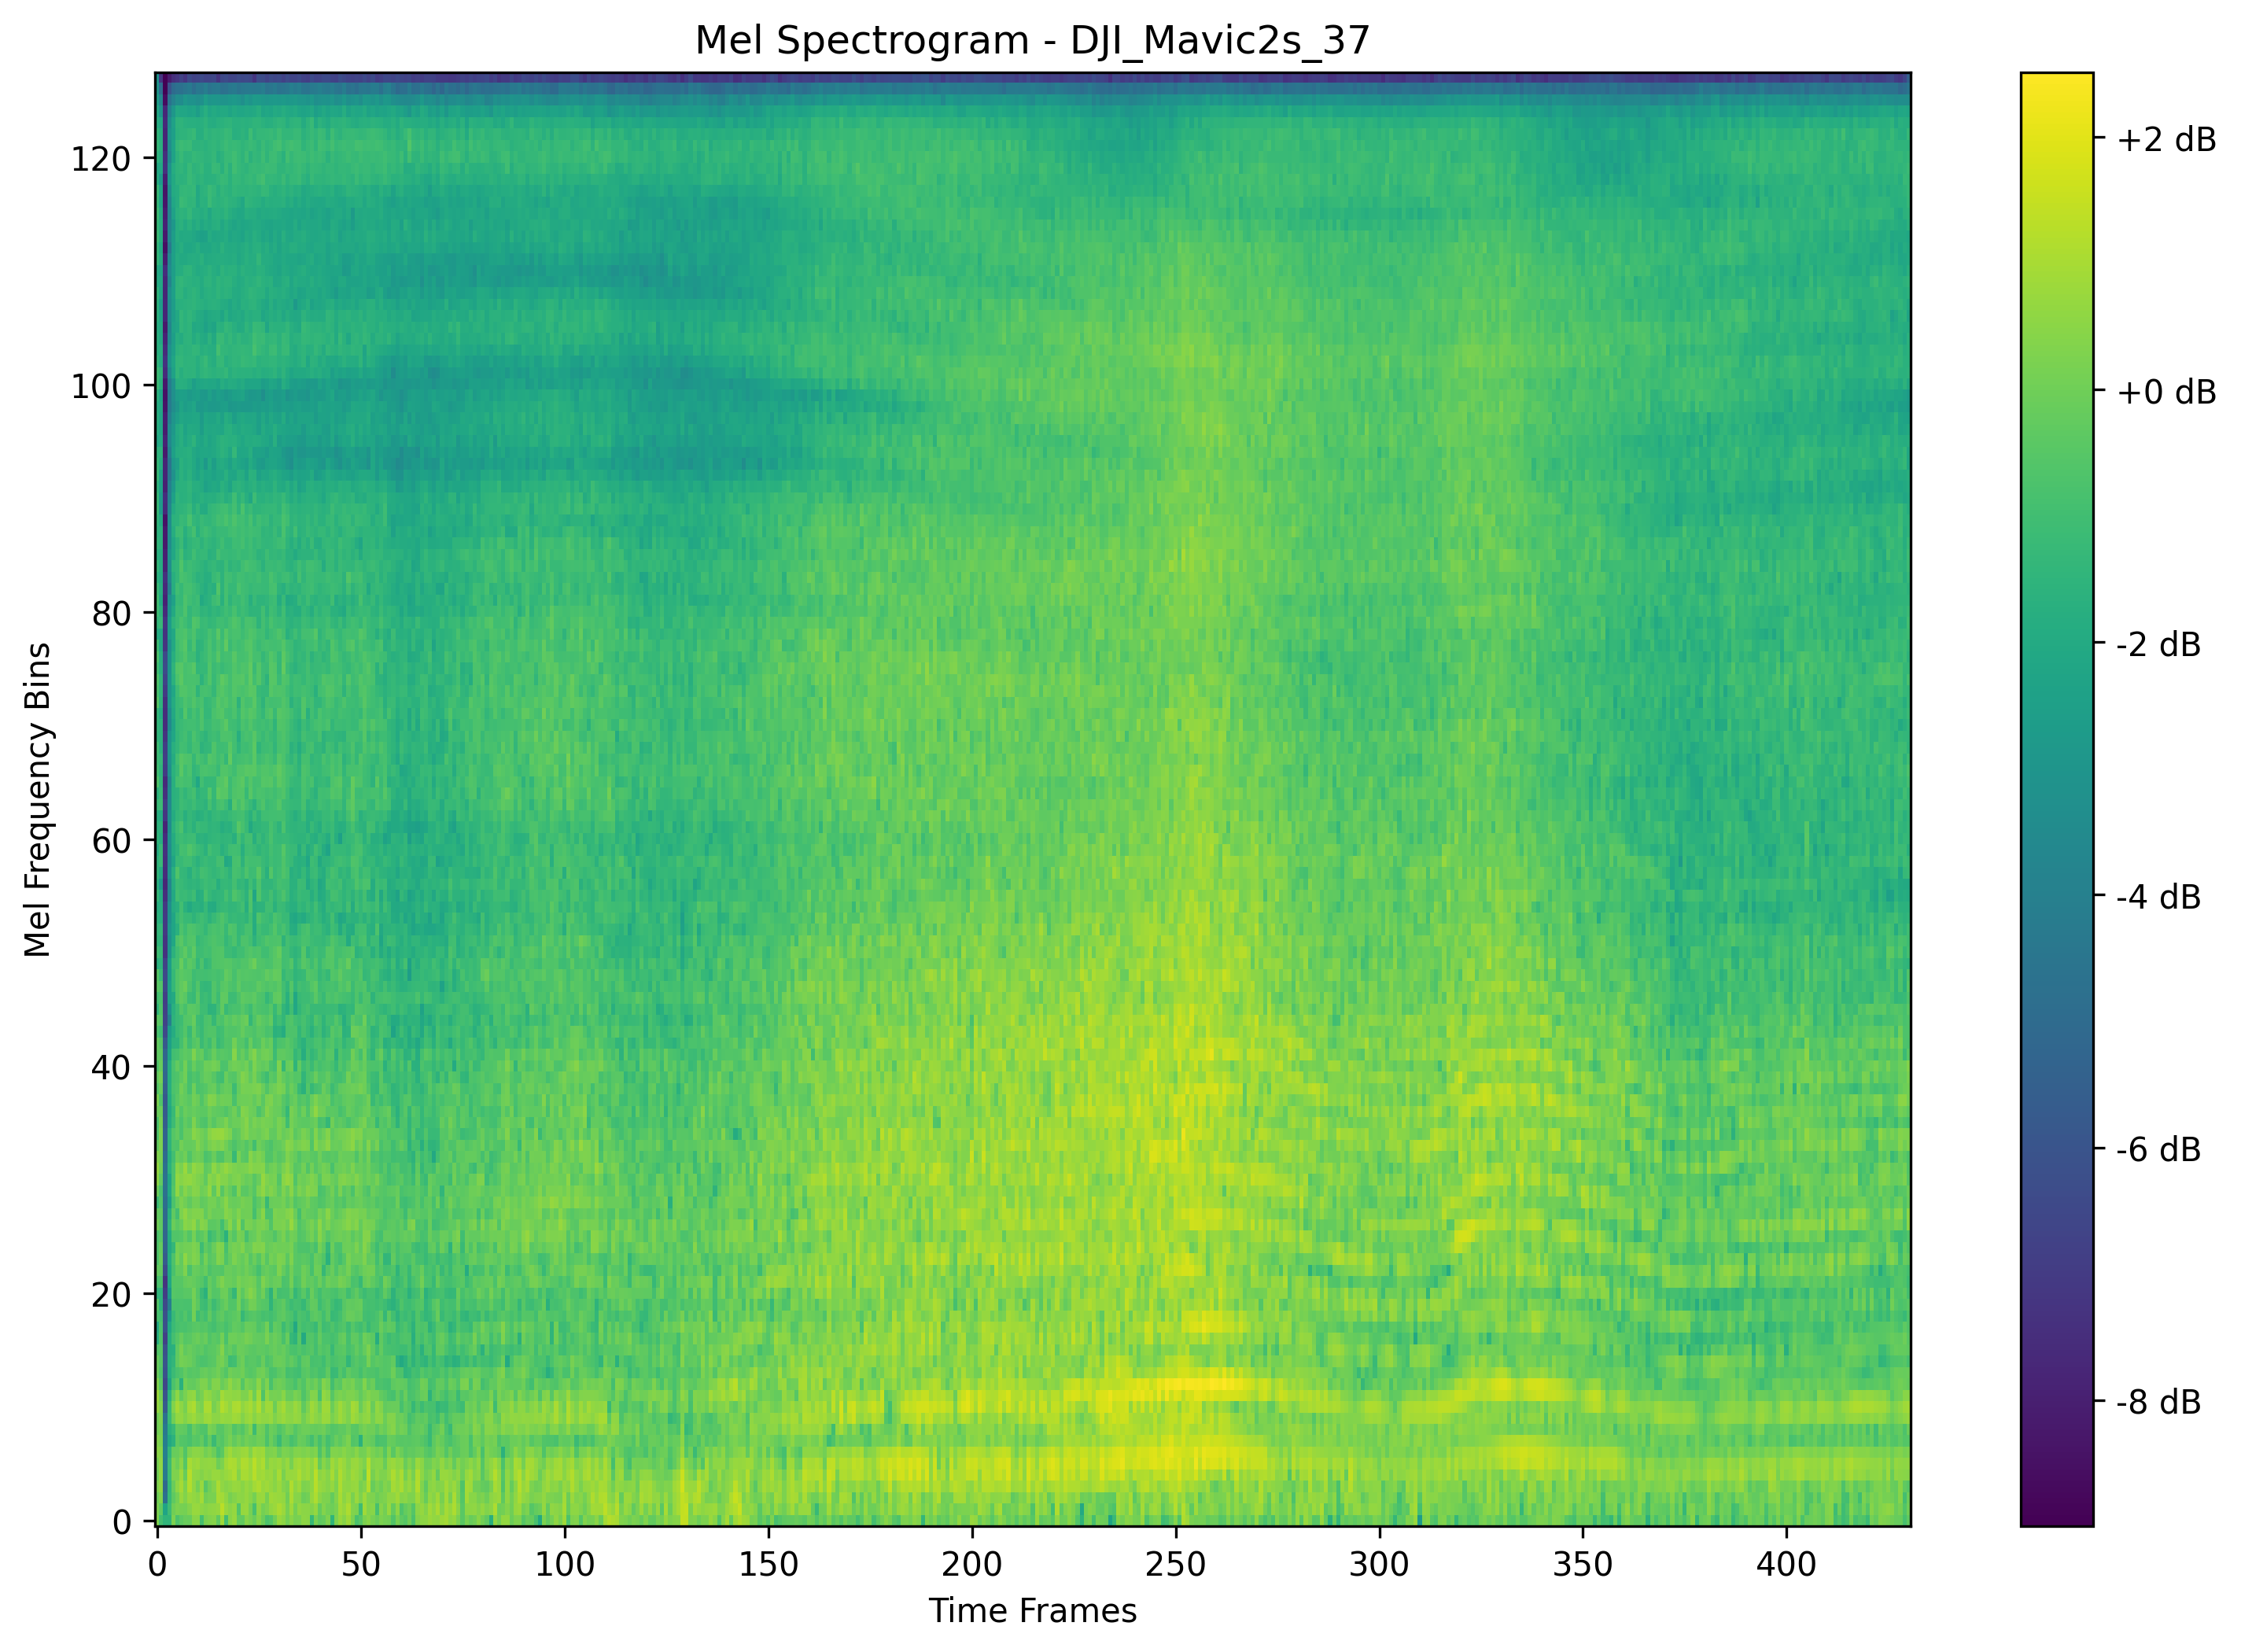 Mel Spectrogram - DJI_Mavic2s_37
Mel Frequency Bins
120
100
80
60
40
20
0
0 50 100 150 200 250 300 350 400
Time Frames
+2 dB
+0 dB
-2 dB
-4 dB
-6 dB
-8 dB